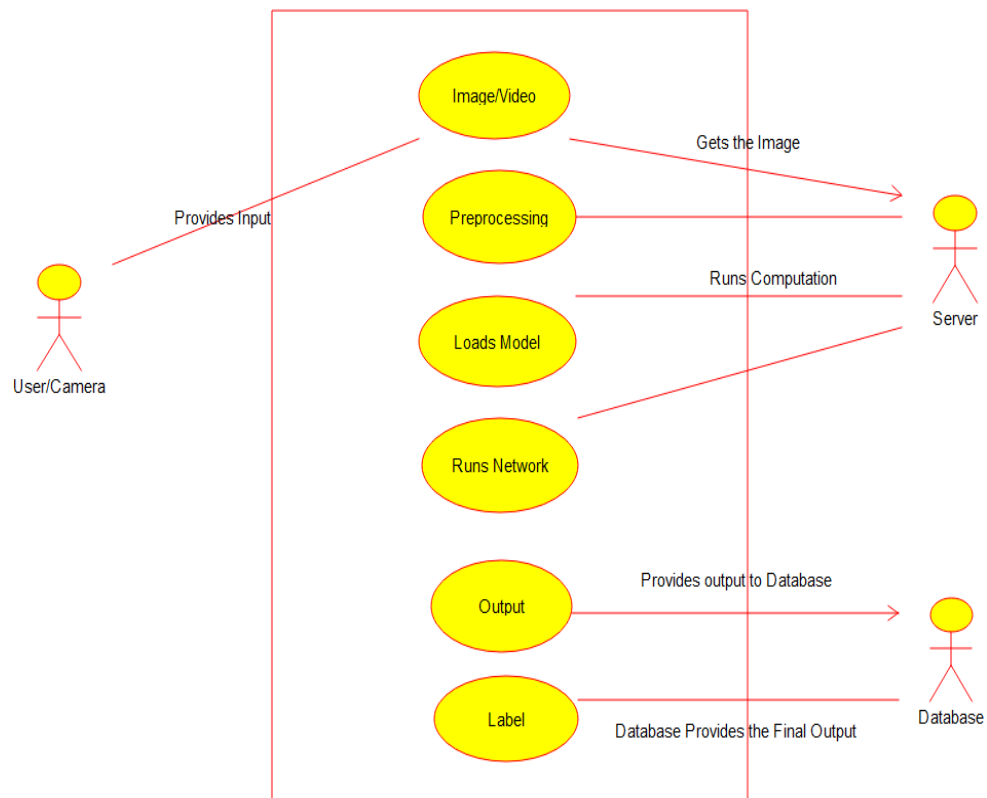 Image/Video
Gets the Image
Provides Input
Preprocessing
Runs Computation
Server
Loads Model
User/Camera
Runs Network
Provides output to Database
Output
Label
Database
Database Provides the Final Output